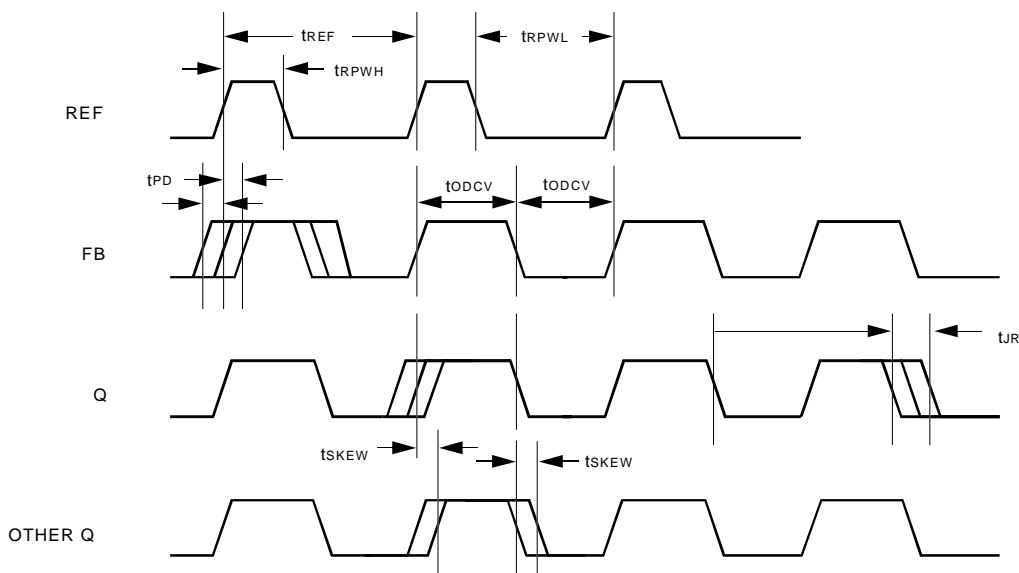 tREF
tRPWL
tRPWH
REF
tPD
tODCV
tODCV
FB
tJR
Q
tSKEW
tSKEW
OTHER Q